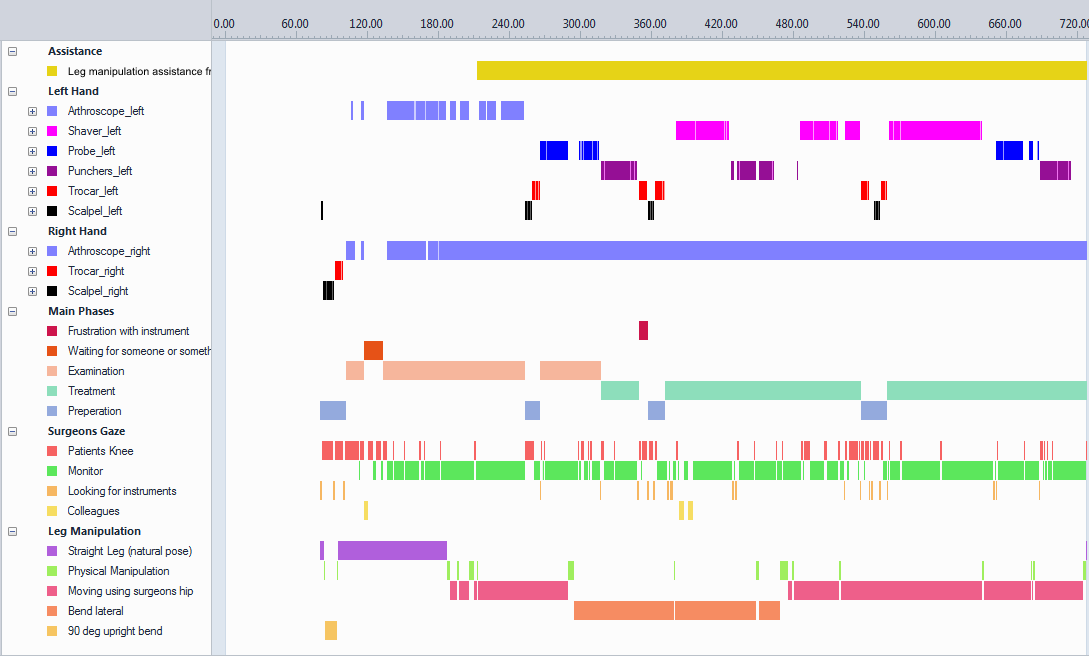 0.00 60.00 120.00 180.00 240.00 300.00 360.00 420.00 480.00 540.00 600.00 660.00 720.0
Assistance
Leg manipulation assistance fr
Left Hand
Arthroscope_left
Shaver_left
Probe_left
Punchers_left
Trocar_left
Scalpel_left
Right Hand
Arthroscope_right
Trocar_right
Scalpel_right
Main Phases
Frustration with instrument
Waiting for someone or someth
Examination
Treatment
Preperation
Surgeons Gaze
Patients Knee
Monitor
Looking for instruments
Colleagues
Leg Manipulation
Straight Leg (natural pose)
Physical Manipulation
Moving using surgeons hip
Bend lateral
90 deg upright bend